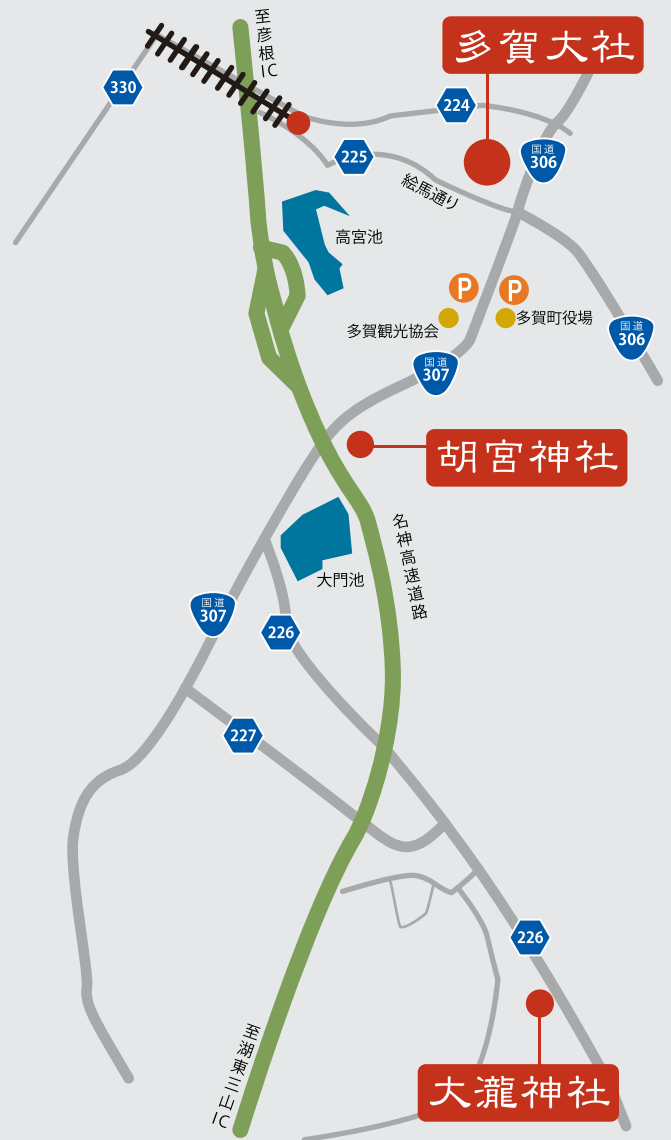 至彦根IC
多賀大社
330
224
225
国道
306
絵馬通り
高宮池
P
P
多賀観光協会
多賀町役場
国道
306
国道
307
胡宮神社
名神高速道路
大門池
国道
307
226
227
226
至湖東三山IC
大瀧神社